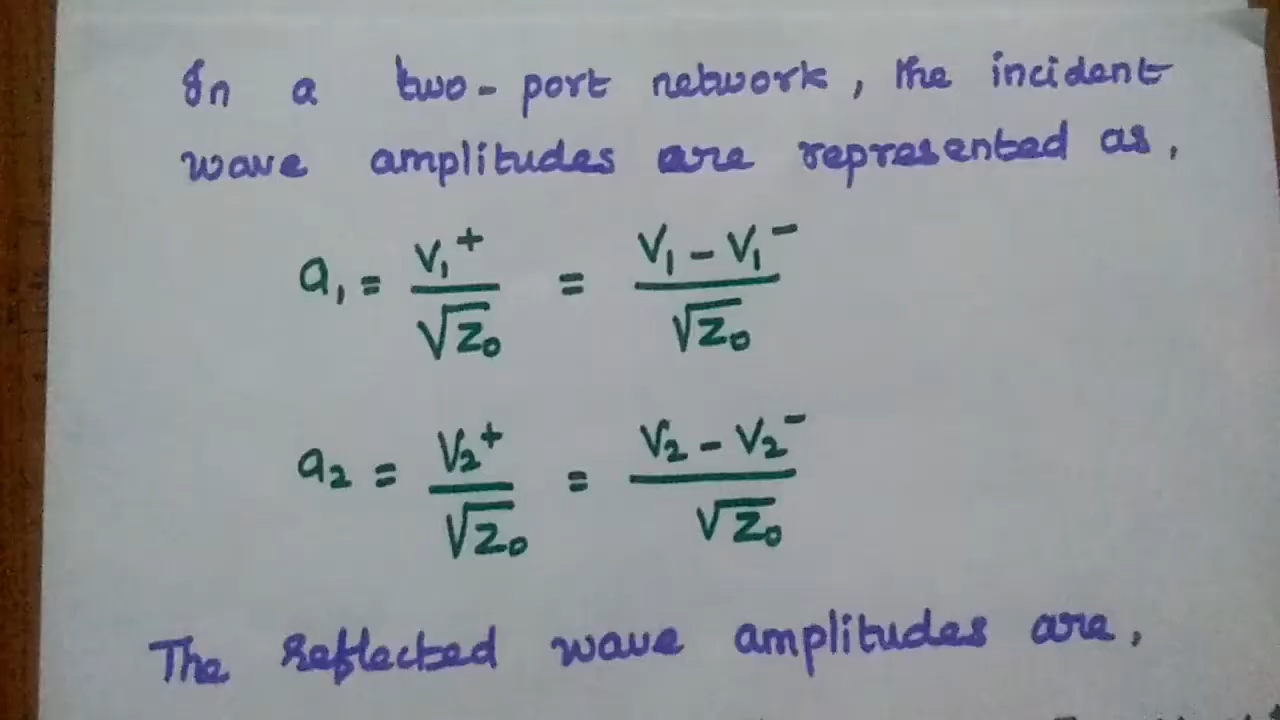 In a two-port network, the incident
wave amplitudes are represented as,
a₁ = V₁⁺ / √Z₀ = V₁ - V₁⁻ / √Z₀
a₂ = V₂⁺ / √Z₀ = V₂ - V₂⁻ / √Z₀
The reflected wave amplitudes are,